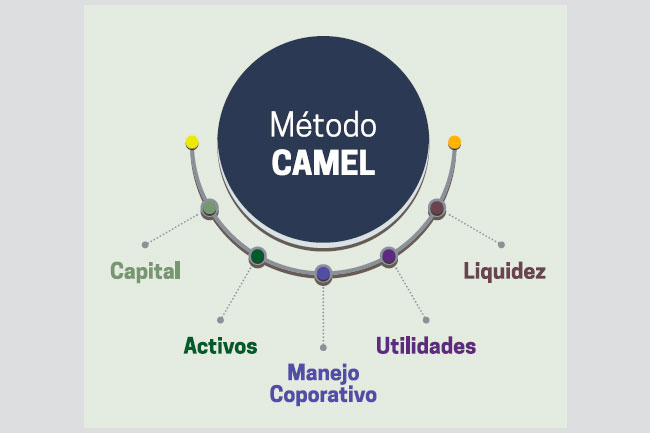 Método
CAMEL
Capital
Liquidez
Activos
Utilidades
Manejo
Coporativo